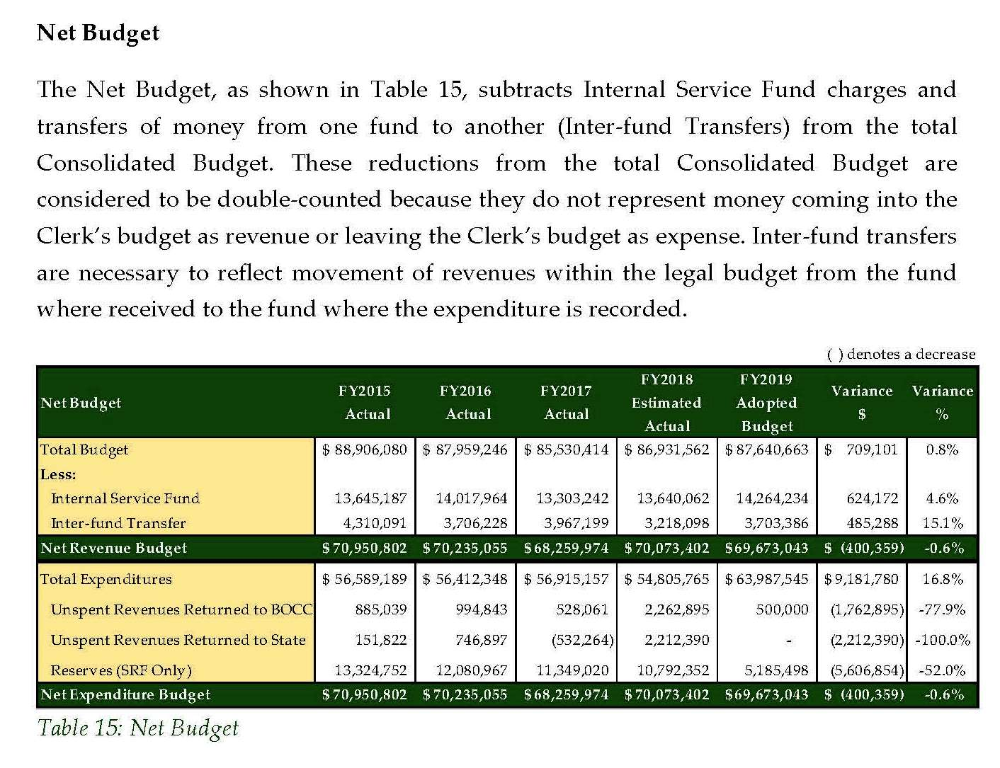 Net Budget
The Net Budget, as shown in Table 15, subtracts Internal Service Fund charges and
transfers of money from one fund to another (Inter-fund Transfers) from the total
Consolidated Budget. These reductions from the total Consolidated Budget are
considered to be double-counted because they do not represent money coming into the
Clerk's budget as revenue or leaving the Clerk's budget as expense. Inter-fund transfers
are necessary to reflect movement of revenues within the legal budget from the fund
where received to the fund where the expenditure is recorded.
( ) denotes a decrease
Net Budget FY2015 Actual FY2016 Actual FY2017 Actual FY2018 Estimated Actual FY2019 Adopted Budget Variance $ Variance %
Total Budget $ 88,906,080 $ 87,959,246 $ 85,530,414 $ 86,931,562 $ 87,640,663 $ 709,101 0.8%
Less:
Internal Service Fund 13,645,187 14,017,964 13,303,242 13,640,062 14,264,234 624,172 4.6%
Inter-fund Transfer 4,310,091 3,706,228 3,967,199 3,218,098 3,703,386 485,288 15.1%
Net Revenue Budget $ 70,950,802 $ 70,235,055 $ 68,259,974 $ 70,073,402 $ 69,673,043 $ (400,359) -0.6%
Total Expenditures $ 56,589,189 $ 56,412,348 $ 56,915,157 $ 54,805,765 $ 63,987,545 $ 9,181,780 16.8%
Unspent Revenues Returned to BOCC 885,039 994,843 528,061 2,262,895 500,000 (1,762,895) -77.9%
Unspent Revenues Returned to State 151,822 746,897 (532,264) 2,212,390 - (2,212,390) -100.0%
Reserves (SRF Only) 13,324,752 12,080,967 11,349,020 10,792,352 5,185,498 (5,606,854) -52.0%
Net Expenditure Budget $ 70,950,802 $ 70,235,055 $ 68,259,974 $ 70,073,402 $ 69,673,043 $ (400,359) -0.6%
Table 15: Net Budget